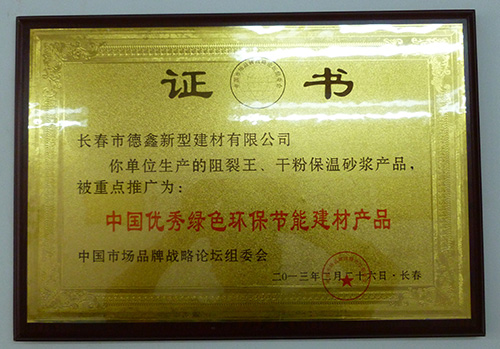 证书
长春市德鑫新型建材有限公司
你单位生产的阻裂王、干粉保温砂浆产品,
被重点推广为:
中国优秀绿色环保节能建材产品
中国市场品牌战略论坛组委会
二〇一三年二月二十六日·长春